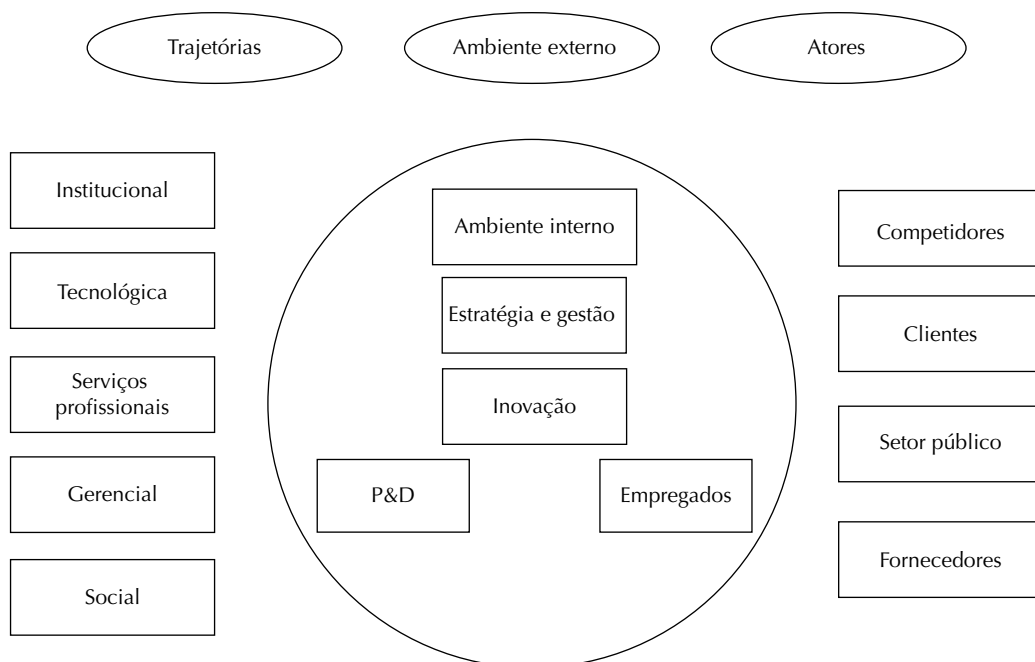 Trajetórias
Ambiente externo
Atores
Institucional
Tecnológica
Serviços
profissionais
Gerencial
Social
Ambiente interno
Estratégia e gestão
Inovação
P&D
Empregados
Competidores
Clientes
Setor público
Fornecedores